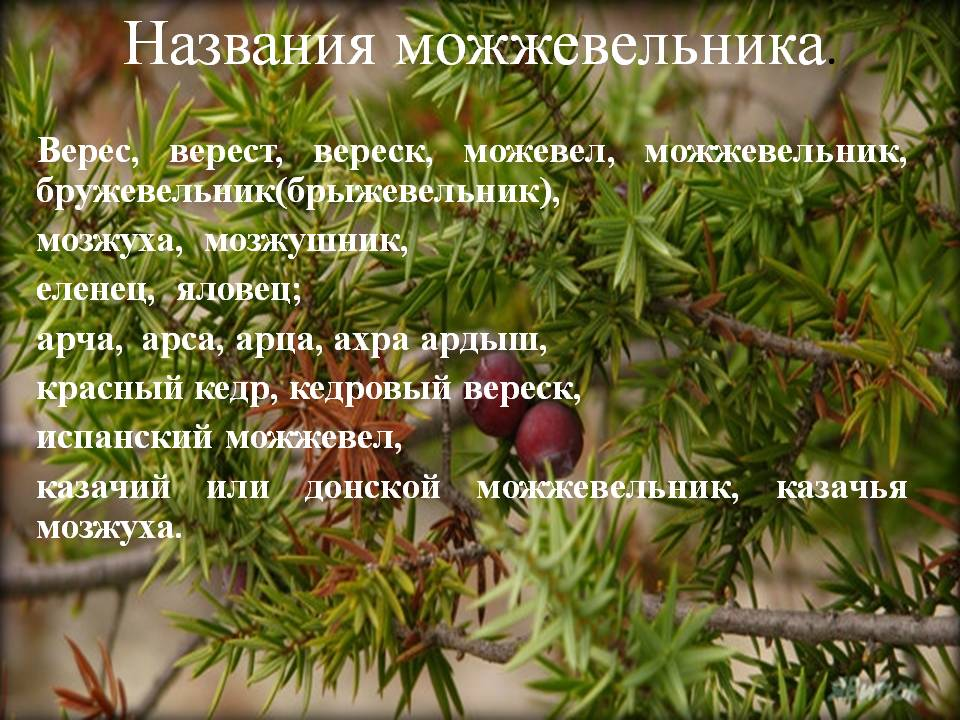 Названия можжевельника.
Верес, верест, вереск, можевел, можжевельник,
бружевельник(брыжевельник),
мозжуха, мозжушник,
еленец, яловец;
арча, арса, арца, ахра ардыш,
красный кедр, кедровый вереск,
испанский можжевел,
казачий или донской можжевельник, казачья
мозжуха.